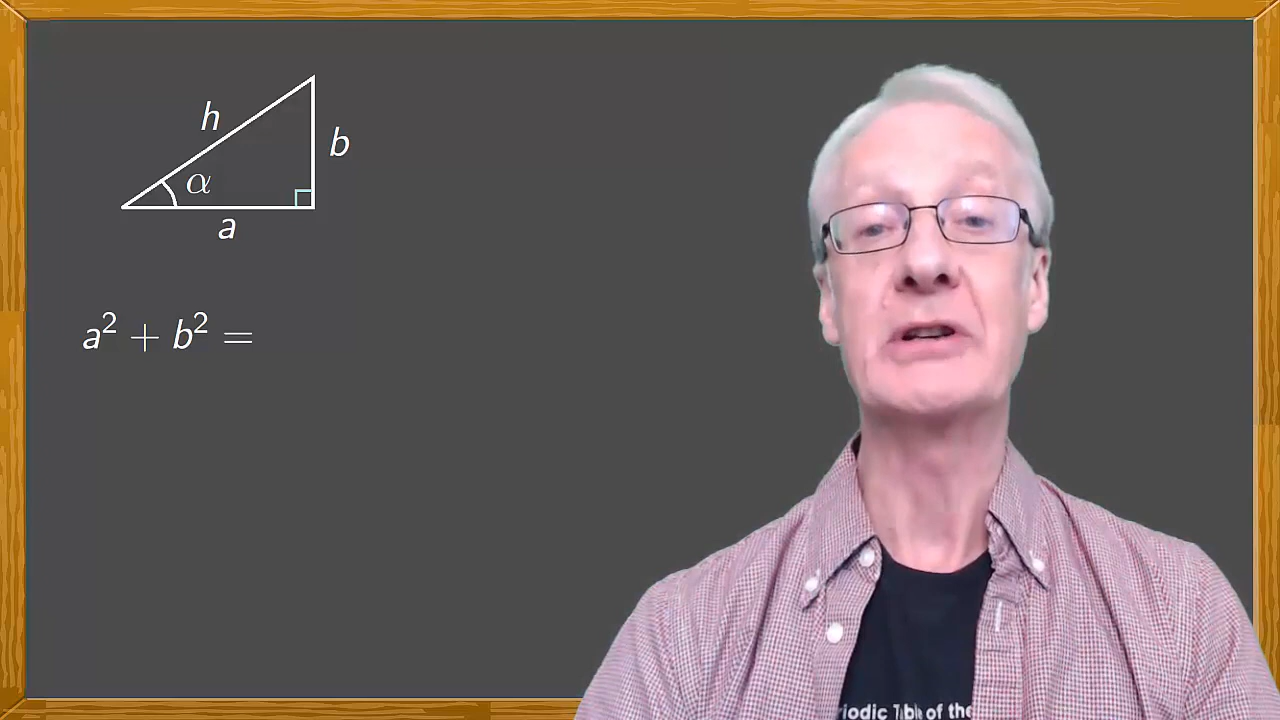 h
b
α
a
a² + b² =
iodic Table of the